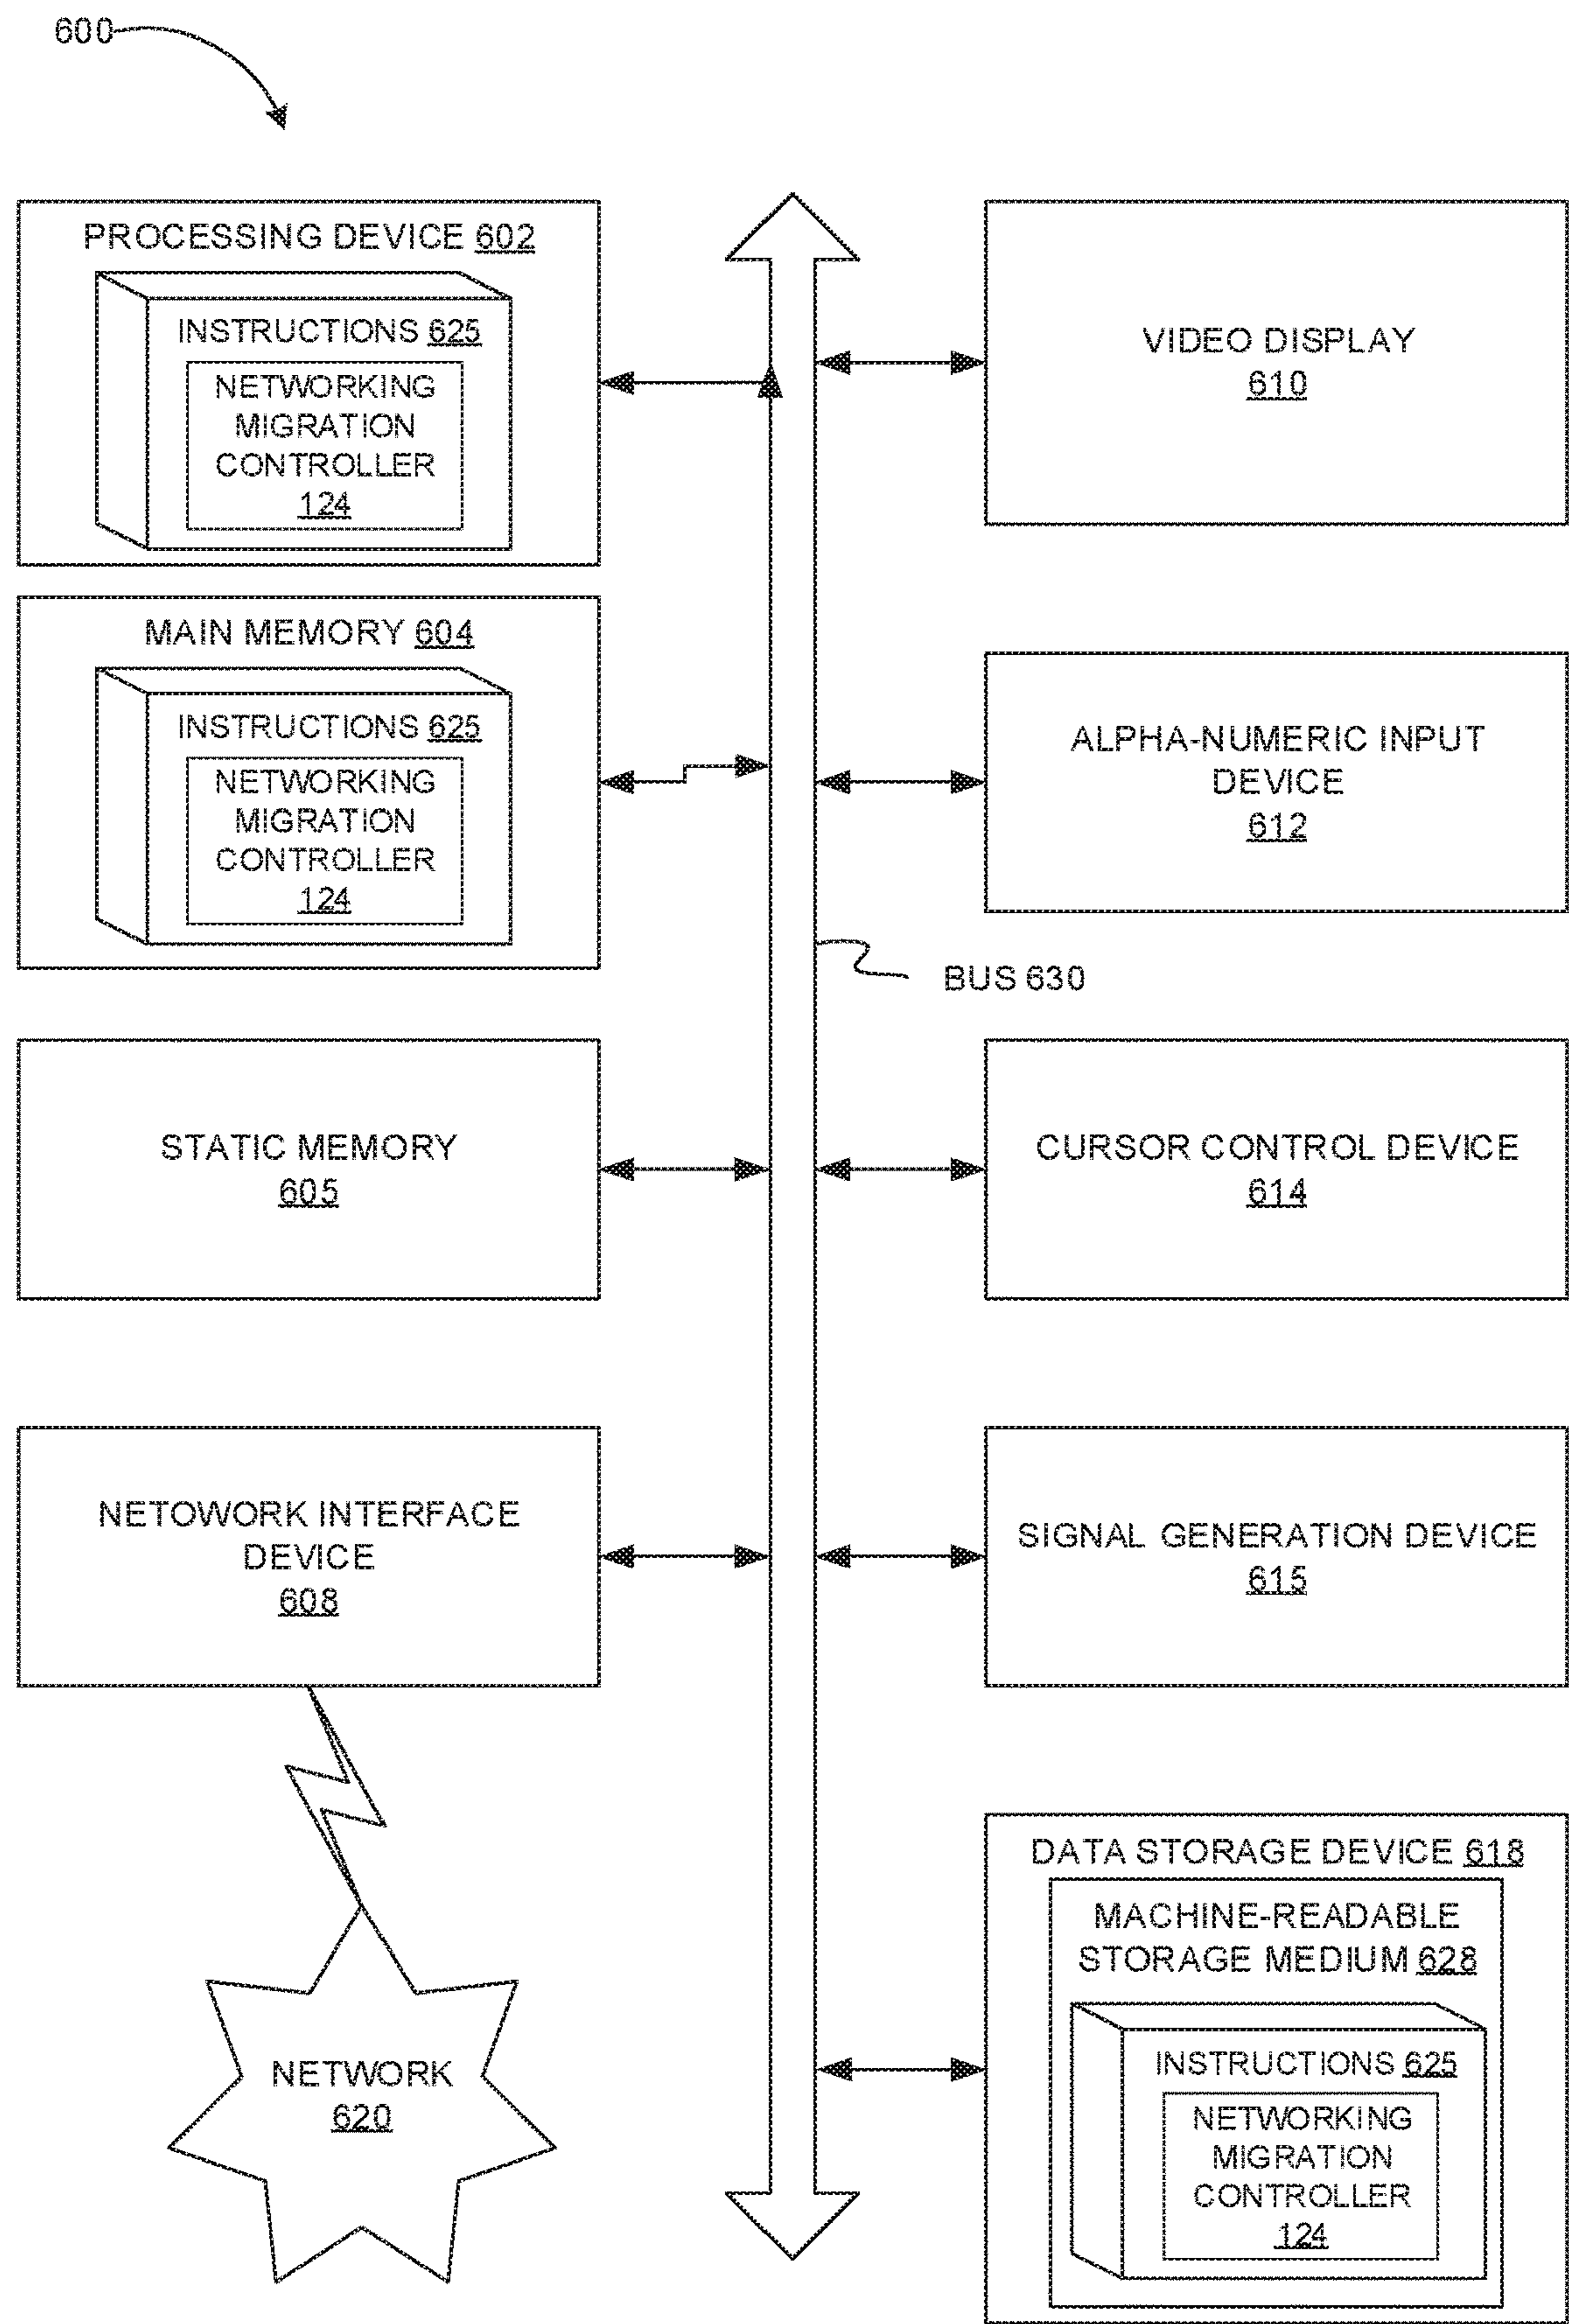 600
PROCESSING DEVICE 602
INSTRUCTIONS 625
NETWORKING
MIGRATION
CONTROLLER
124
MAIN MEMORY 604
INSTRUCTIONS 625
NETWORKING
MIGRATION
CONTROLLER
124
STATIC MEMORY
605
NETOWORK INTERFACE
DEVICE
608
NETWORK
620
VIDEO DISPLAY
610
ALPHA-NUMERIC INPUT
DEVICE
612
BUS 630
CURSOR CONTROL DEVICE
614
SIGNAL GENERATION DEVICE
615
DATA STORAGE DEVICE 618
MACHINE-READABLE
STORAGE MEDIUM 628
INSTRUCTIONS 625
NETWORKING
MIGRATION
CONTROLLER
124